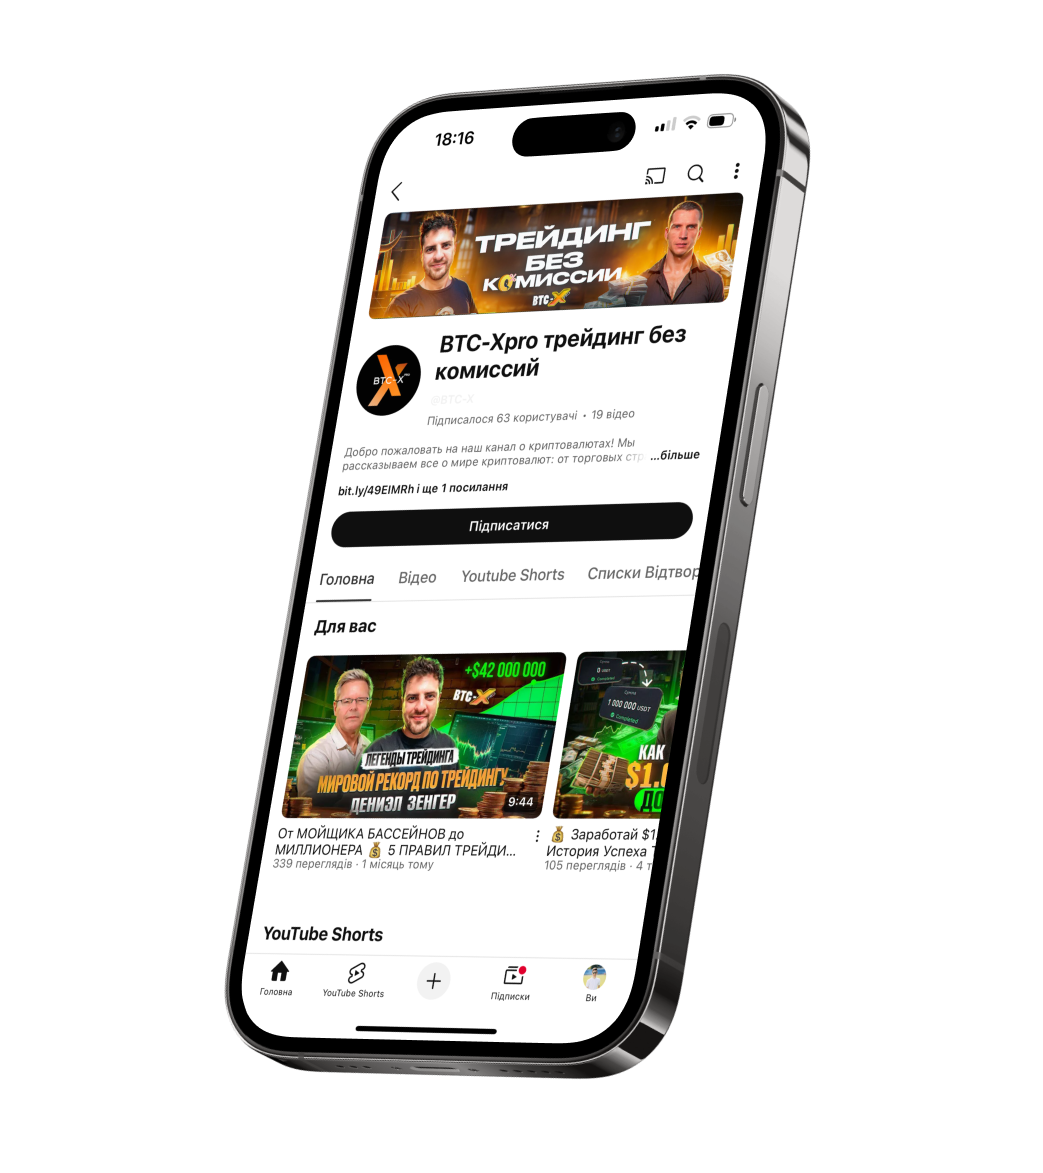 18:16
ТРЕЙДИНГ
БЕЗ
КОМИССИИ
BTC-X
BTC-X PRO
BTC-Xpro трейдинг без
комиссий
@BTC-X
Підписалося 63 користувачі • 19 відео
Добро пожаловать на наш канал о криптовалютах! Мы
рассказываем все о мире криптовалют: от торговых стр ...більше
bit.ly/49EIMRh і ще 1 посилання
Підписатися
Головна Відео Youtube Shorts Списки Відтвор
Для вас
+$42 000 000
BTC-X
ЛЕГЕНДЫ ТРЕЙДИНГА
МИРОВОЙ РЕКОРД ПО ТРЕЙДИНГУ
ДЕНИЭЛ ЗЕНГЕР
9:44
0 USDT
Completed
1 000 000 USDT
Completed
КАК
$1.0
ДО
От МОЙЩИКА БАССЕЙНОВ до
МИЛЛИОНЕРА 💰 5 ПРАВИЛ ТРЕЙДИ...
339 переглядів · 1 місяць тому
💰 Заработай $1
История Успеха Т
105 переглядів · 4 т
YouTube Shorts
Головна
YouTube Shorts
Підписки
Ви